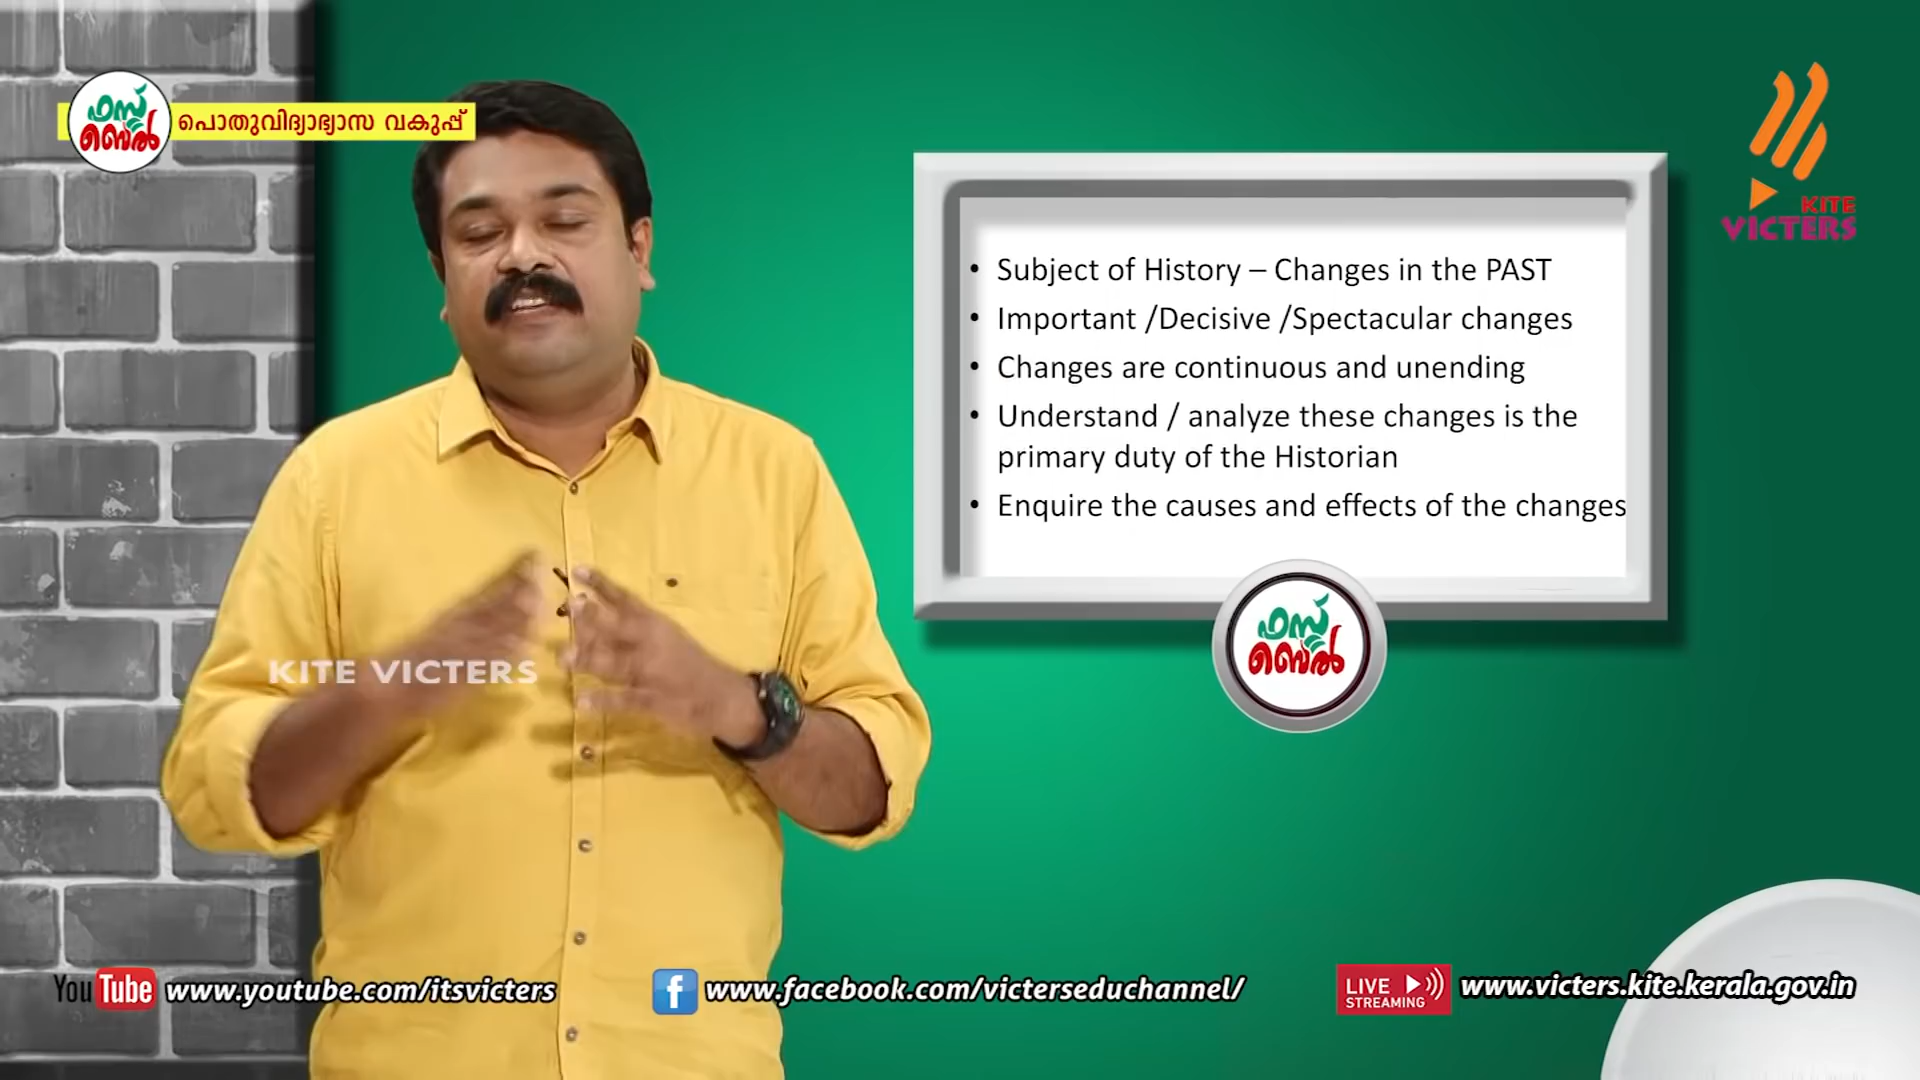 ഫസ്റ്റ്
ബെൽ
പൊതുവിദ്യാഭ്യാസ വകുപ്പ്
KITE
VICTERS
• Subject of History – Changes in the PAST
• Important /Decisive /Spectacular changes
• Changes are continuous and unending
• Understand / analyze these changes is the
primary duty of the Historian
• Enquire the causes and effects of the changes
ഫസ്റ്റ്
ബെൽ
KITE VICTERS
YouTube www.youtube.com/itsvicters
f www.facebook.com/victerseduchannel/
LIVE
STREAMING
www.victers.kite.kerala.gov.in